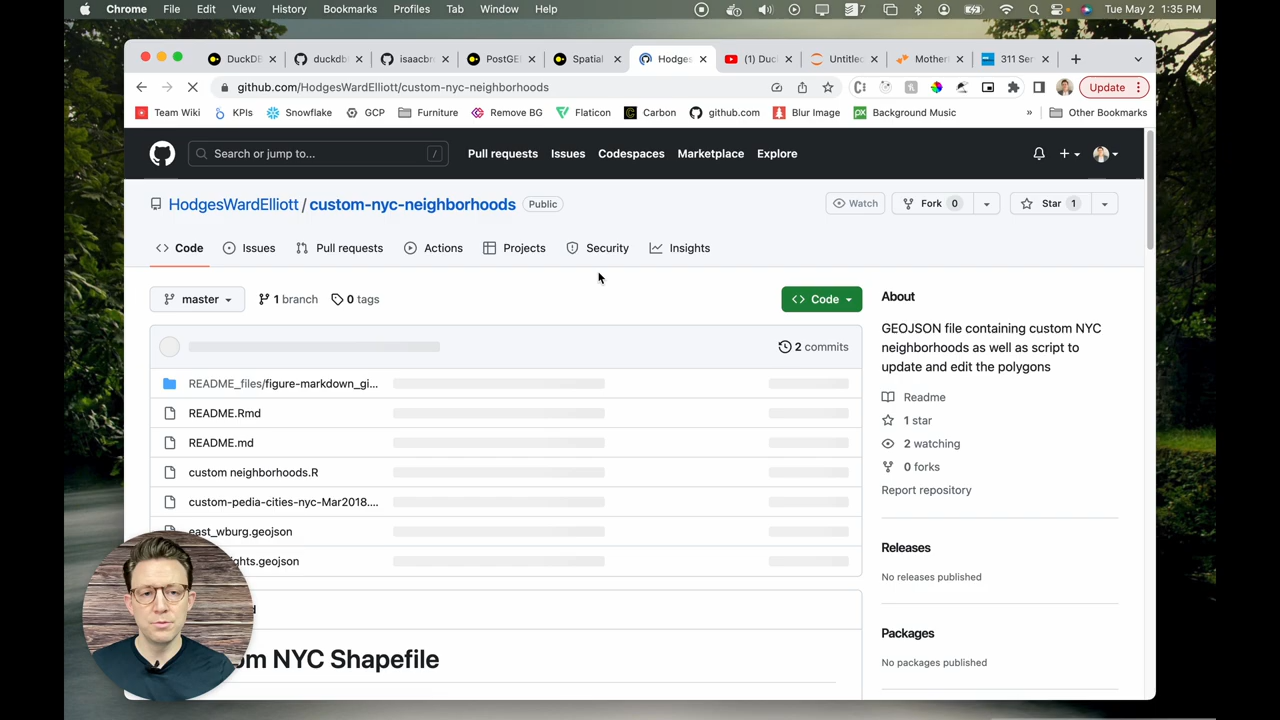 Chrome File Edit View History Bookmarks Profiles Tab Window Help 7 Tue May 2 1:35 PM
DuckDB duckdb isaacbr PostGE Spatial Hodges (1) Duc Untitled Mother 311 Ser
github.com/HodgesWardElliott/custom-nyc-neighborhoods Update
Team Wiki KPIs Snowflake GCP Furniture Remove BG Flaticon Carbon github.com Blur Image Background Music » Other Bookmarks
Search or jump to... / Pull requests Issues Codespaces Marketplace Explore
HodgesWardElliott / custom-nyc-neighborhoods Public Watch Fork 0 Star 1
Code Issues Pull requests Actions Projects Security Insights
master 1 branch 0 tags Code
About
GEOJSON file containing custom NYC
neighborhoods as well as script to
update and edit the polygons
2 commits
README_files/figure-markdown_gi...
README.Rmd
README.md
custom neighborhoods.R
custom-pedia-cities-nyc-Mar2018....
east_wburg.geojson
ghts.geojson
Readme
1 star
2 watching
0 forks
Report repository
Releases
No releases published
Packages
No packages published
om NYC Shapefile